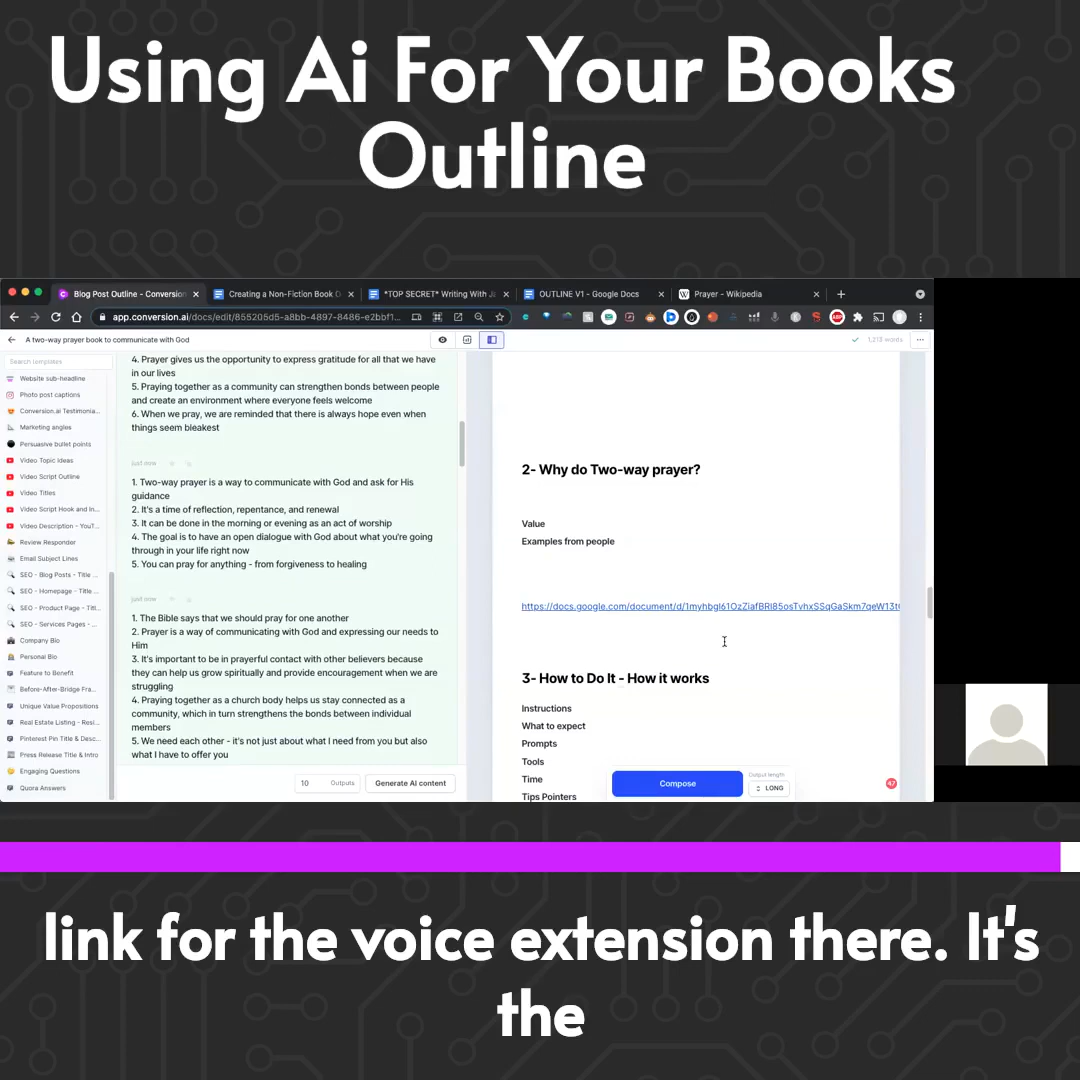 Using Ai For Your Books
Outline
Blog Post Outline - Conversion
Creating a Non-Fiction Book D
*TOP SECRET* Writing With Ja
OUTLINE V1 - Google Docs
Prayer - Wikipedia
app.conversion.ai/docs/edit/855205d5-a8bb-4897-8486-e2bbf1...
A two-way prayer book to communicate with God
1,213 words
Search templates
Website sub-headline
Photo post captions
Conversion.ai Testimonia...
Marketing angles
Persuasive bullet points
Video Topic Ideas
Video Script Outline
Video Titles
Video Script Hook and In...
Video Description - YouT...
Review Responder
Email Subject Lines
SEO - Blog Posts - Title ...
SEO - Homepage - Title ...
SEO - Product Page - Titl...
SEO - Services Pages - ...
Company Bio
Personal Bio
Feature to Benefit
Before-After-Bridge Fra...
Unique Value Propositions
Real Estate Listing - Resi...
Pinterest Pin Title & Desc...
Press Release Title & Intro
Engaging Questions
Quora Answers
4. Prayer gives us the opportunity to express gratitude for all that we have
in our lives
5. Praying together as a community can strengthen bonds between people
and create an environment where everyone feels welcome
6. When we pray, we are reminded that there is always hope even when
things seem bleakest
just now
1. Two-way prayer is a way to communicate with God and ask for His
guidance
2. It's a time of reflection, repentance, and renewal
3. It can be done in the morning or evening as an act of worship
4. The goal is to have an open dialogue with God about what you're going
through in your life right now
5. You can pray for anything - from forgiveness to healing
just now
1. The Bible says that we should pray for one another
2. Prayer is a way of communicating with God and expressing our needs to
Him
3. It's important to be in prayerful contact with other believers because
they can help us grow spiritually and provide encouragement when we are
struggling
4. Praying together as a church body helps us stay connected as a
community, which in turn strengthens the bonds between individual
members
5. We need each other - it's not just about what I need from you but also
what I have to offer you
10 Outputs
Generate AI content
2- Why do Two-way prayer?
Value
Examples from people
https://docs.google.com/document/d/1myhbgl61OzZiafBRl85osTvhxSSqGaSkm7qeW13t
3- How to Do It - How it works
Instructions
What to expect
Prompts
Tools
Time
Tips Pointers
Compose
Output length
LONG
47
link for the voice extension there. It's
the